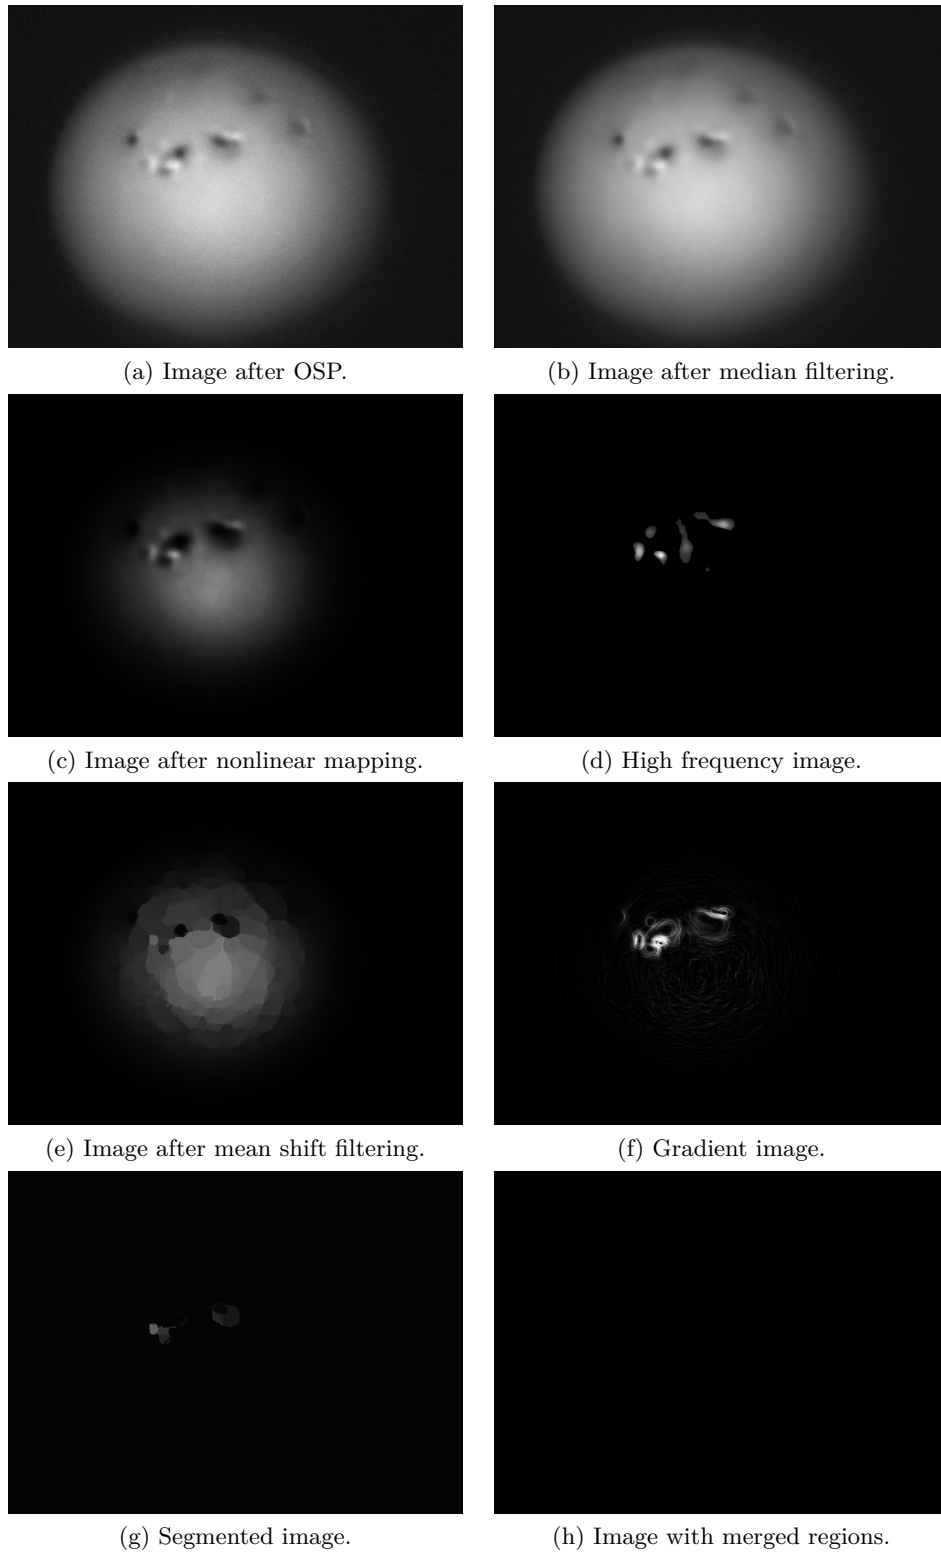 (a) Image after OSP.
(b) Image after median filtering.
(c) Image after nonlinear mapping.
(d) High frequency image.
(e) Image after mean shift filtering.
(f) Gradient image.
(g) Segmented image.
(h) Image with merged regions.